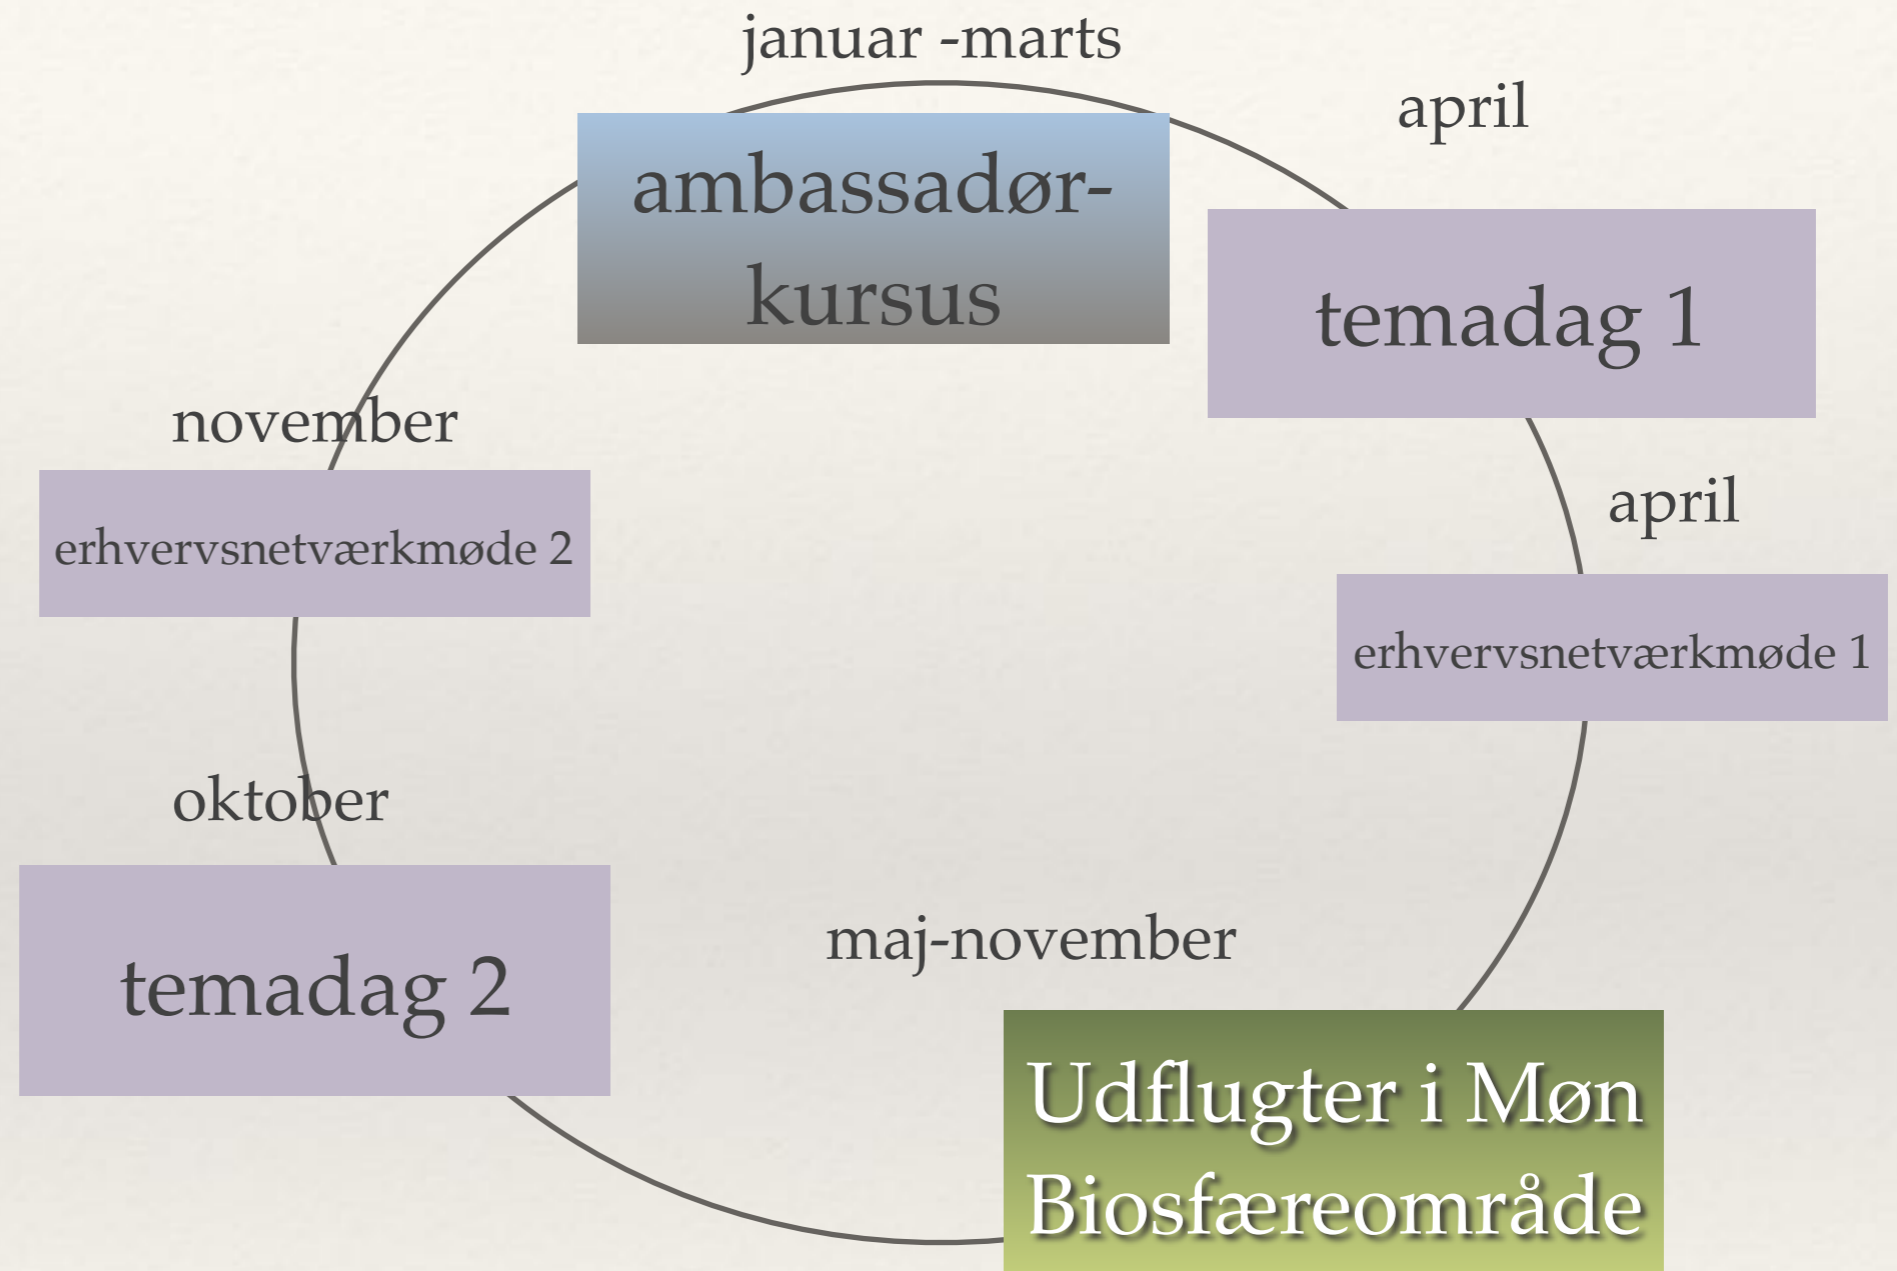 januar -marts
ambassadør-
kursus
april
temadag 1
april
erhvervsnetværkmøde 1
maj-november
Udflugter i Møn
Biosfæreområde
oktober
temadag 2
november
erhvervsnetværkmøde 2